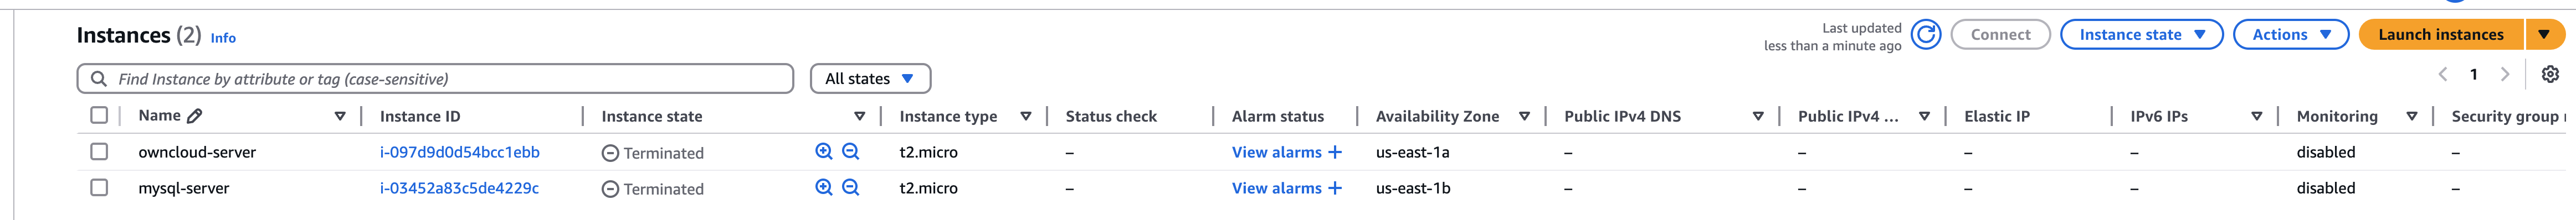 Instances (2) Info
Last updated
less than a minute ago
Connect
Instance state
Actions
Launch instances
Find Instance by attribute or tag (case-sensitive)
All states
1
Name Instance ID Instance state Instance type Status check Alarm status Availability Zone Public IPv4 DNS Public IPv4 ... Elastic IP IPv6 IPs Monitoring Security group
owncloud-server i-097d9d0d54bcc1ebb Terminated t2.micro – View alarms + us-east-1a – – – – disabled –
mysql-server i-03452a83c5de4229c Terminated t2.micro – View alarms + us-east-1b – – – – disabled –